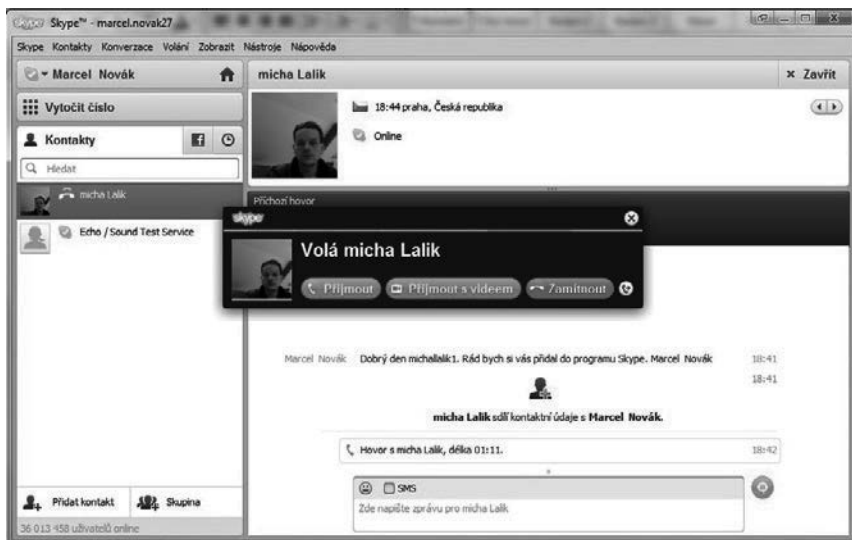 Skype™ - marcel.novak27
Skype Kontakty Konverzace Volání Zobrazit Nástroje Nápověda
Marcel Novák
micha Lalik
× Zavřít
Vytočit číslo
18:44 praha, Česká republika
Online
Kontakty
Hledat
micha Lalik
Echo / Sound Test Service
Příchozí hovor
skype
Volá micha Lalik
Přijmout
Přijmout s videem
Zamítnout
Marcel Novák Dobrý den michallalik1. Rád bych si vás přidal do programu Skype. Marcel Novák 18:41
18:41
micha Lalik sdílí kontaktní údaje s Marcel Novák.
Hovor s micha Lalik, délka 01:11. 18:42
SMS
Zde napište zprávu pro micha Lalik
Přidat kontakt
Skupina
36 013 458 uživatelů online